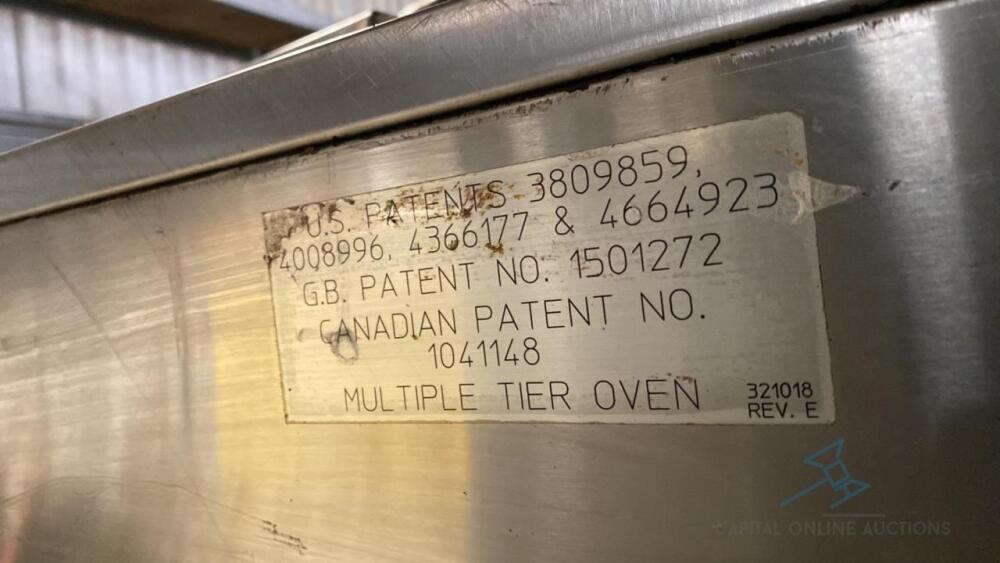 U.S. PATENTS 3809859,
4008996, 4366177 & 4664923
G.B. PATENT NO: 1501272
CANADIAN PATENT NO.
1041148
MULTIPLE TIER OVEN
321018
REV. E
CAPITAL ONLINE AUCTIONS